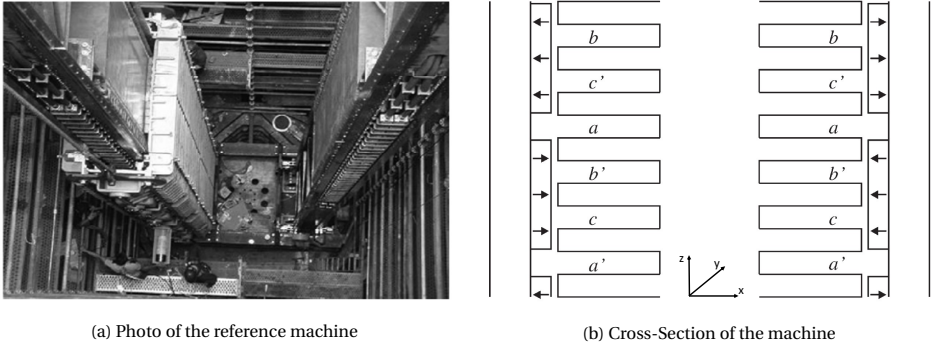 b
b
c'
c'
a
a
b'
b'
c
c
a'
a'
z
y
x
(a) Photo of the reference machine
(b) Cross-Section of the machine